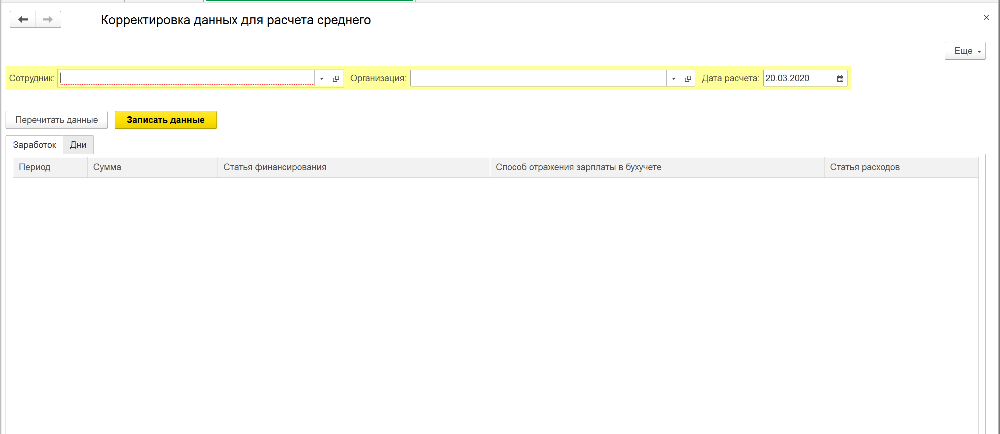 Корректировка данных для расчета среднего
Еще
Сотрудник: Организация: Дата расчета: 20.03.2020
Перечитать данные Записать данные
Заработок Дни
Период Сумма Статья финансирования Способ отражения зарплаты в бухучете Статья расходов